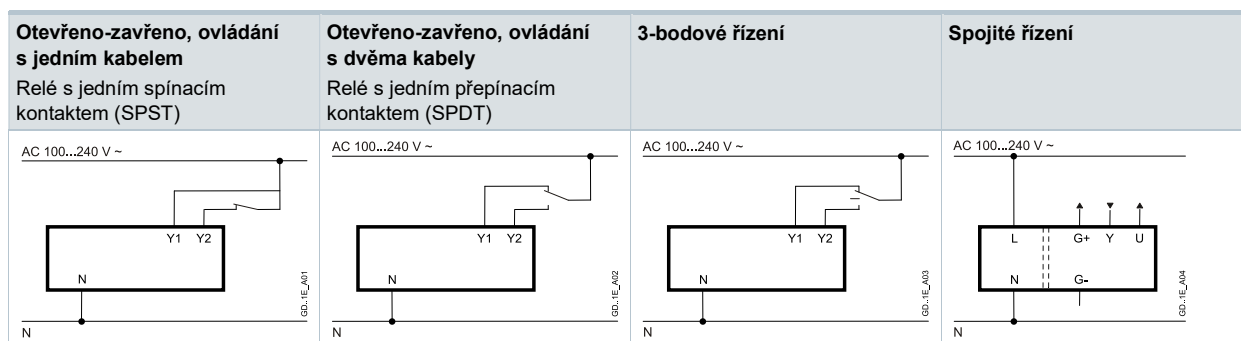 Otevřeno-zavřeno, ovládání
s jedním kabelem
Relé s jedním spínacím
kontaktem (SPST)
Otevřeno-zavřeno, ovládání
s dvěma kabely
Relé s jedním přepínacím
kontaktem (SPDT)
3-bodové řízení
Spojité řízení
AC 100...240 V ~
Y1 Y2
N
GD..1E_A01
N
AC 100...240 V ~
Y1 Y2
N
GD..1E_A02
N
AC 100...240 V ~
Y1 Y2
N
GD..1E_A03
N
AC 100...240 V ~
L G+ Y U
N G-
GD..1E_A04
N